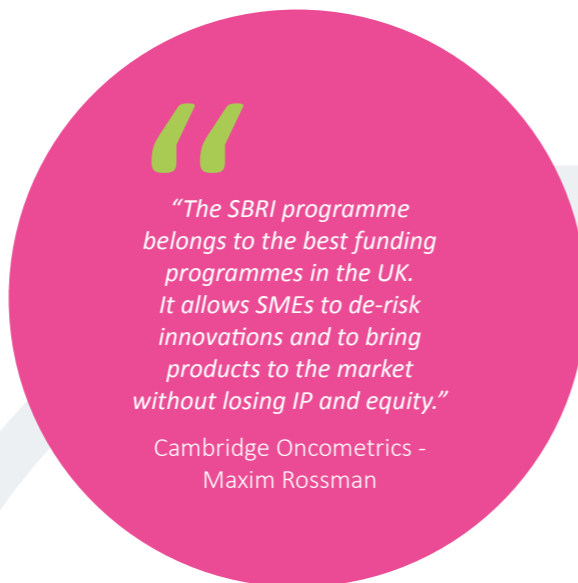 “The SBRI programme
belongs to the best funding
programmes in the UK.
It allows SMEs to de-risk
innovations and to bring
products to the market
without losing IP and equity.”
Cambridge Oncometrics -
Maxim Rossman